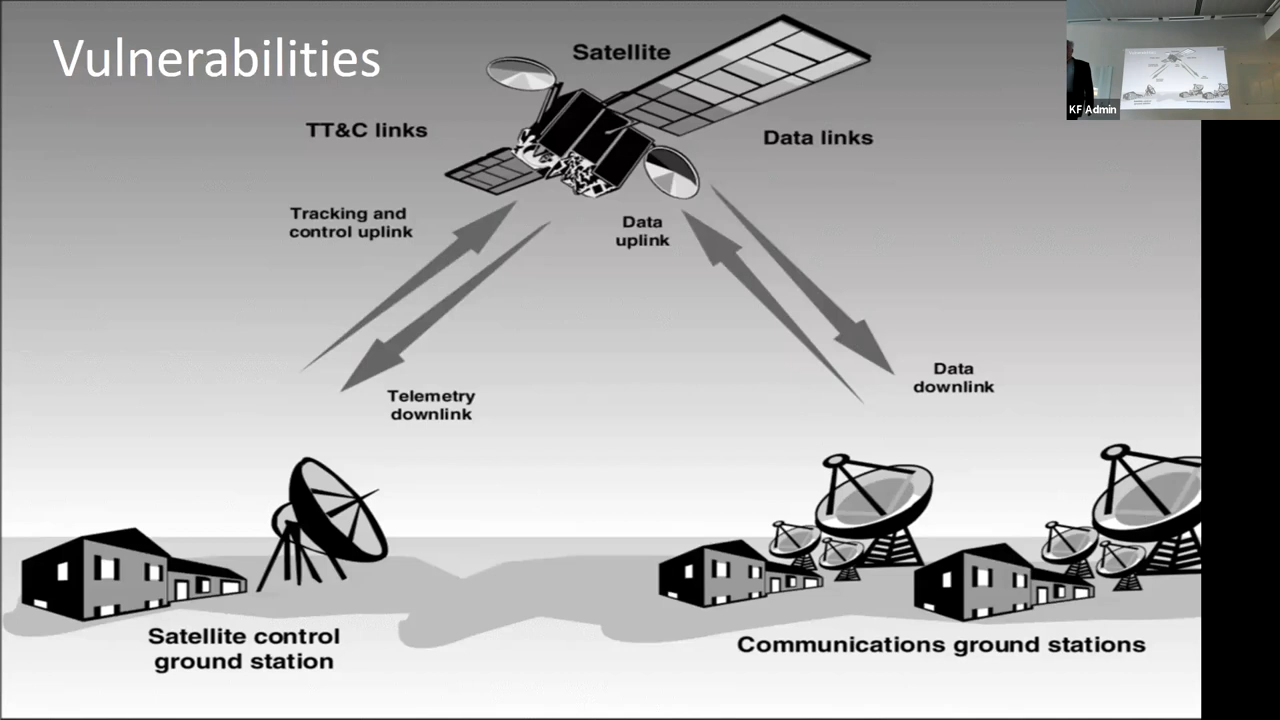 Vulnerabilities
Satellite
TT&C links
Data links
Tracking and
control uplink
Data
uplink
Telemetry
downlink
Data
downlink
Satellite control
ground station
Communications ground stations
KF Admin